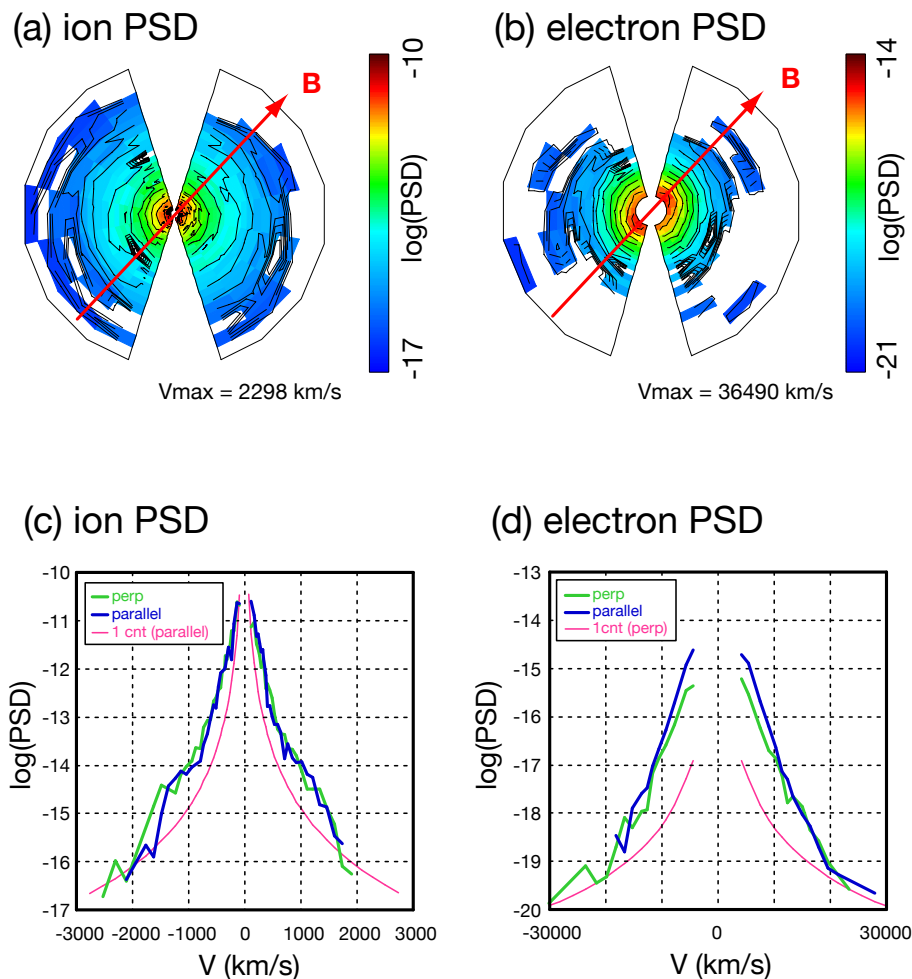 (a) ion PSD
-10
B
log(PSD)
-17
Vmax = 2298 km/s
(b) electron PSD
-14
B
log(PSD)
-21
Vmax = 36490 km/s
(c) ion PSD
-10
-11
-12
-13
-14
-15
-16
-17
log(PSD)
perp
parallel
1 cnt (parallel)
-3000 -2000 -1000 0 1000 2000 3000
V (km/s)
(d) electron PSD
-13
-14
-15
-16
-17
-18
-19
-20
log(PSD)
perp
parallel
1cnt (perp)
-30000 0 30000
V (km/s)